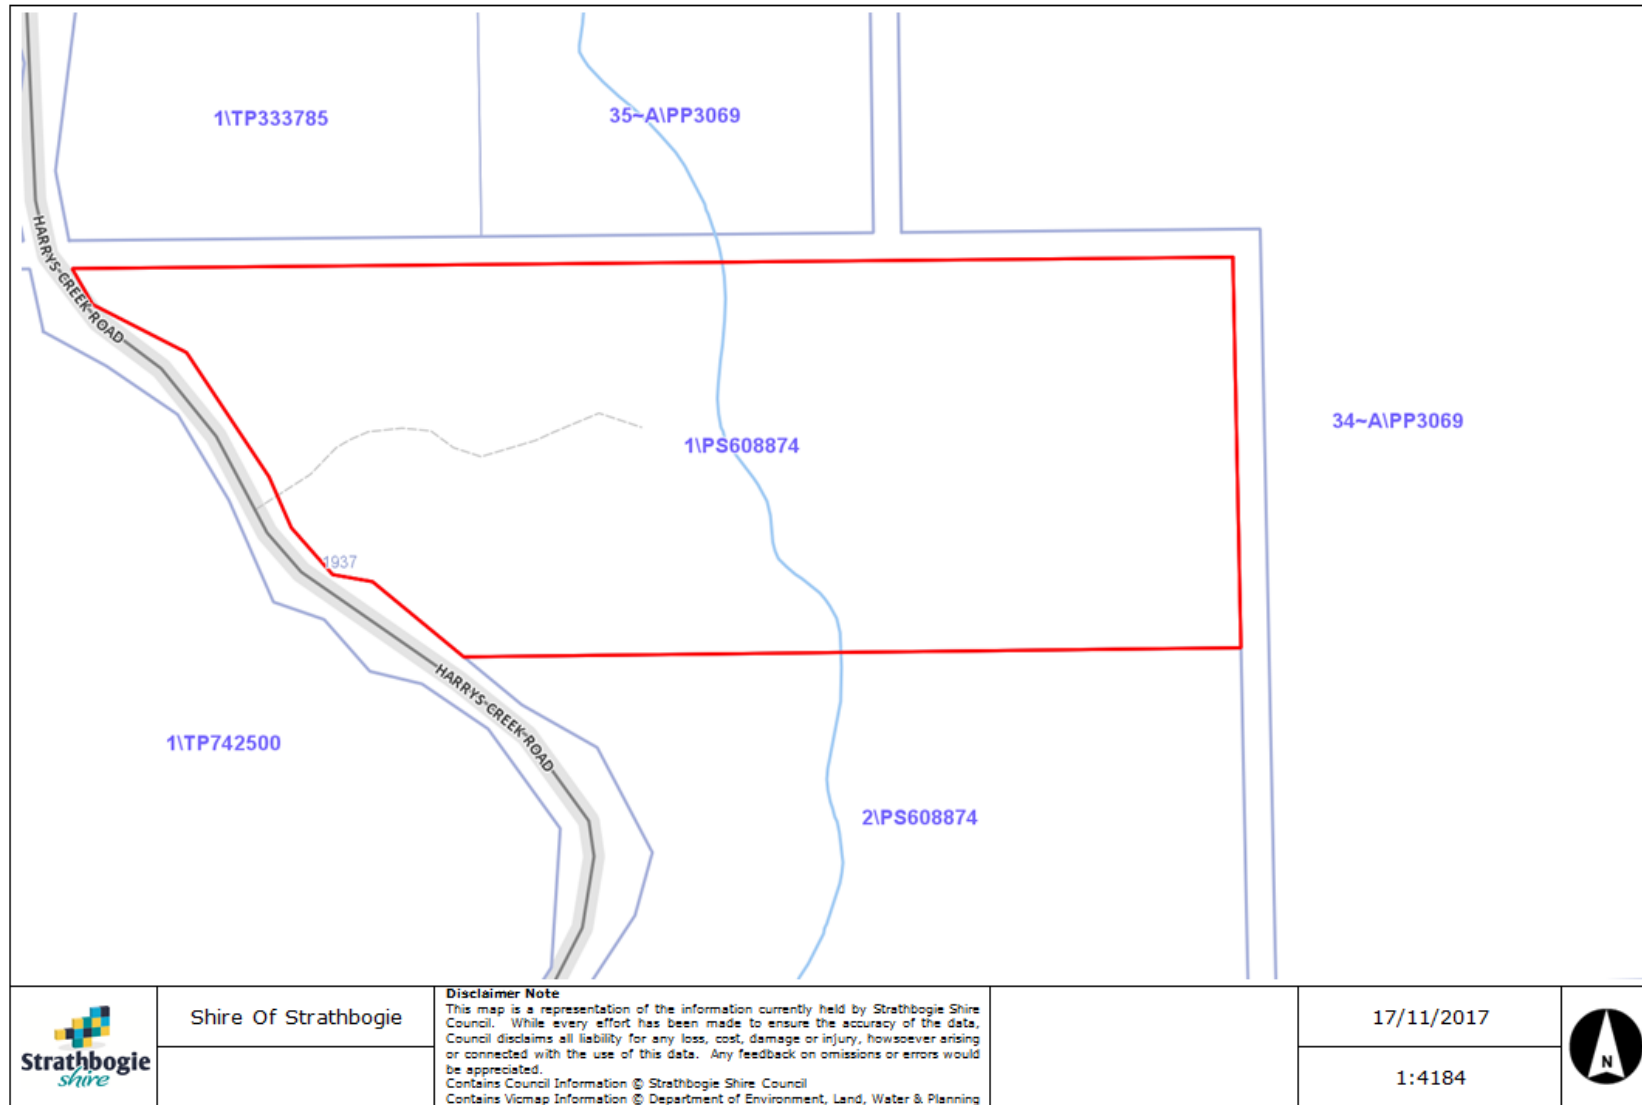 1\TP333785
35~A\PP3069
HARRYS-CREEK-ROAD
34~A\PP3069
1\PS608874
1937
HARRYS-CREEK-ROAD
1\TP742500
2\PS608874
Strathbogie
shire
Shire Of Strathbogie
Disclaimer Note
This map is a representation of the information currently held by Strathbogie Shire
Council. While every effort has been made to ensure the accuracy of the data,
Council disclaims all liability for any loss, cost, damage or injury, howsoever arising
or connected with the use of this data. Any feedback on omissions or errors would
be appreciated.
Contains Council Information © Strathbogie Shire Council
Contains Vicmap Information © Department of Environment, Land, Water & Planning
17/11/2017
1:4184
N